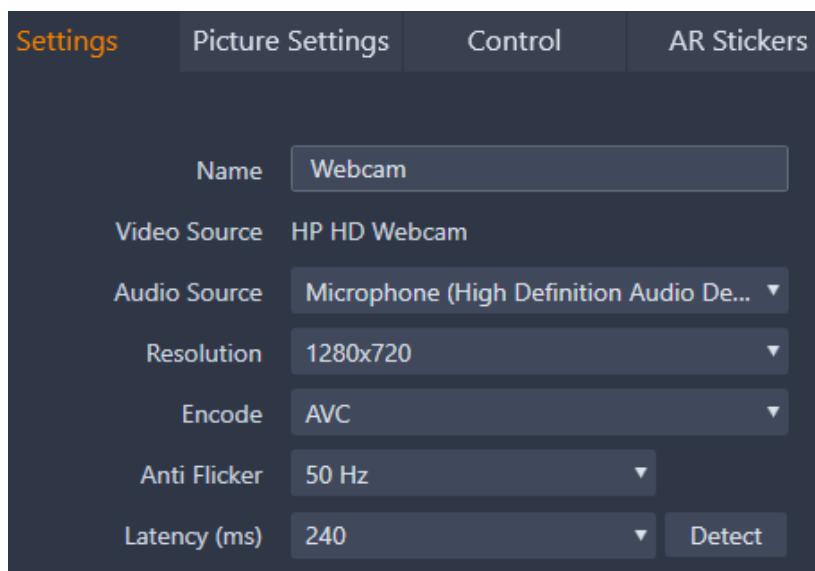 Settings Picture Settings Control AR Stickers
Name Webcam
Video Source HP HD Webcam
Audio Source Microphone (High Definition Audio De...
Resolution 1280x720
Encode AVC
Anti Flicker 50 Hz
Latency (ms) 240 Detect